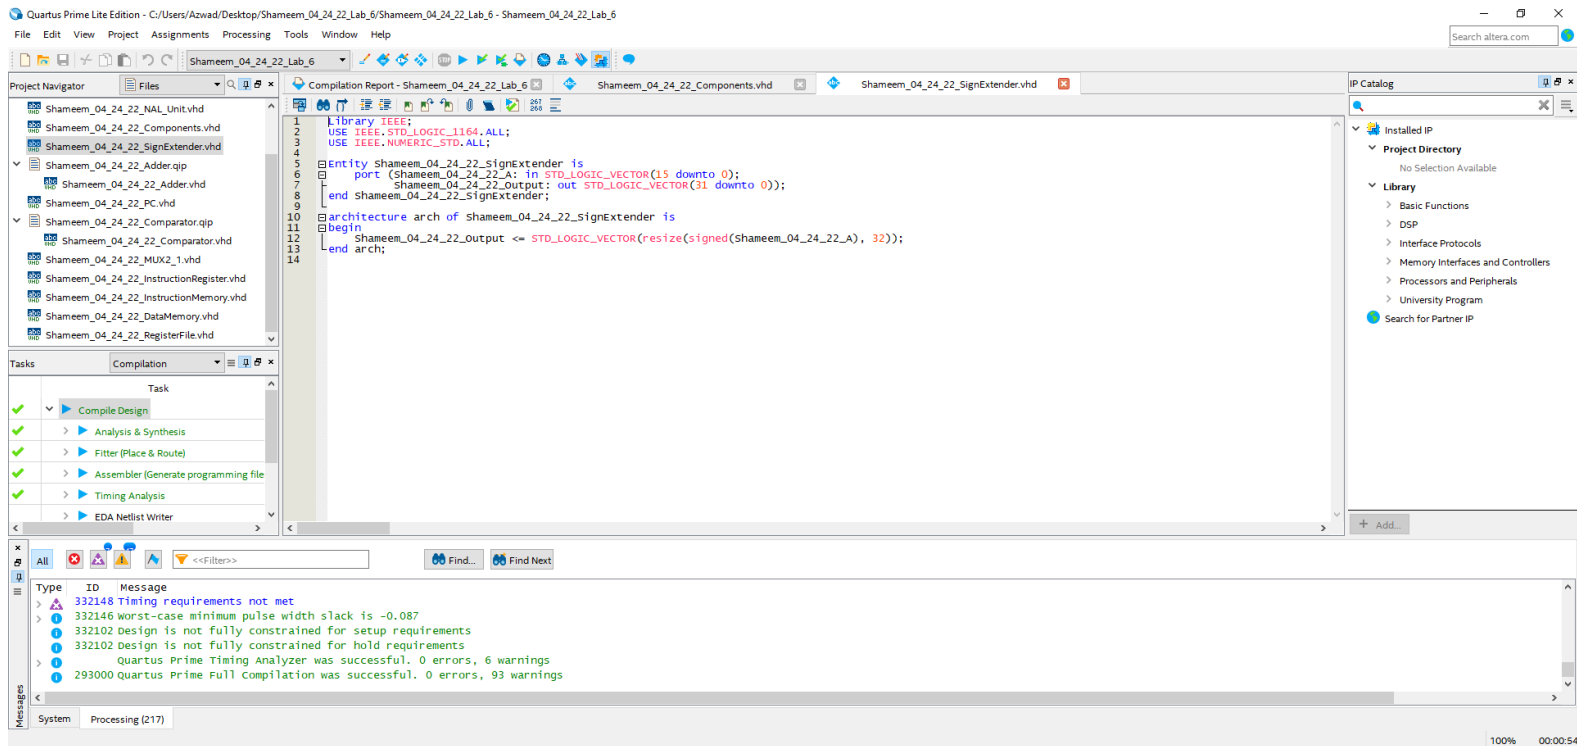 Quartus Prime Lite Edition - C:/Users/Azwad/Desktop/Shameem_04_24_22_Lab_6/Shameem_04_24_22_Lab_6 - Shameem_04_24_22_Lab_6
File Edit View Project Assignments Processing Tools Window Help
Search altera.com
Shameem_04_24_22_Lab_6
Project Navigator Files
Shameem_04_24_22_NAL_Unit.vhd
Shameem_04_24_22_Components.vhd
Shameem_04_24_22_SignExtender.vhd
Shameem_04_24_22_Adder.qip
Shameem_04_24_22_Adder.vhd
Shameem_04_24_22_PC.vhd
Shameem_04_24_22_Comparator.qip
Shameem_04_24_22_Comparator.vhd
Shameem_04_24_22_MUX2_1.vhd
Shameem_04_24_22_InstructionRegister.vhd
Shameem_04_24_22_InstructionMemory.vhd
Shameem_04_24_22_DataMemory.vhd
Shameem_04_24_22_RegisterFile.vhd
Tasks Compilation
Task
Compile Design
Analysis & Synthesis
Fitter (Place & Route)
Assembler (Generate programming file
Timing Analysis
EDA Netlist Writer
Compilation Report - Shameem_04_24_22_Lab_6
Shameem_04_24_22_Components.vhd
Shameem_04_24_22_SignExtender.vhd
267
268
1 Library IEEE;
2 USE IEEE.STD_LOGIC_1164.ALL;
3 USE IEEE.NUMERIC_STD.ALL;
4
5 Entity Shameem_04_24_22_SignExtender is
6 port (Shameem_04_24_22_A: in STD_LOGIC_VECTOR(15 downto 0);
7 Shameem_04_24_22_Output: out STD_LOGIC_VECTOR(31 downto 0));
8 end Shameem_04_24_22_SignExtender;
9
10 architecture arch of Shameem_04_24_22_SignExtender is
11 begin
12 Shameem_04_24_22_Output <= STD_LOGIC_VECTOR(resize(signed(Shameem_04_24_22_A), 32));
13 end arch;
14
IP Catalog
Installed IP
Project Directory
No Selection Available
Library
Basic Functions
DSP
Interface Protocols
Memory Interfaces and Controllers
Processors and Peripherals
University Program
Search for Partner IP
+ Add...
All <<Filter>> Find... Find Next
Type ID Message
332148 Timing requirements not met
332146 Worst-case minimum pulse width slack is -0.087
332102 Design is not fully constrained for setup requirements
332102 Design is not fully constrained for hold requirements
Quartus Prime Timing Analyzer was successful. 0 errors, 6 warnings
293000 Quartus Prime Full Compilation was successful. 0 errors, 93 warnings
Messages
System Processing (217)
100% 00:00:54